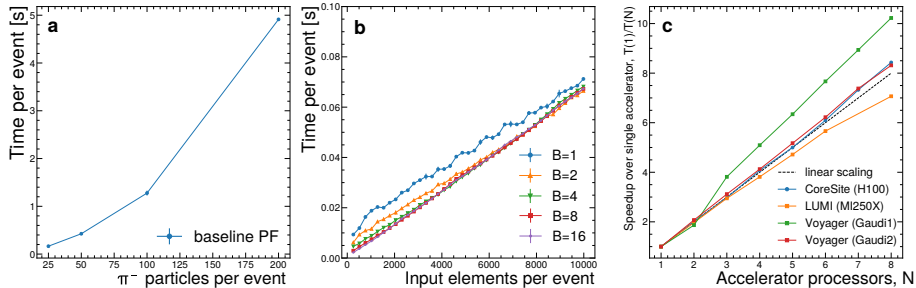 a
Time per event [s]
5
4
3
2
1
0
25 50 75 100 125 150 175 200
π⁻ particles per event
baseline PF
b
Time per event [s]
0.10
0.08
0.06
0.04
0.02
0.00
2000 4000 6000 8000 10000
Input elements per event
B=1
B=2
B=4
B=8
B=16
c
Speedup over single accelerator, T(1)/T(N)
10
8
6
4
2
1 2 3 4 5 6 7 8
Accelerator processors, N
linear scaling
CoreSite (H100)
LUMI (MI250X)
Voyager (Gaudi1)
Voyager (Gaudi2)